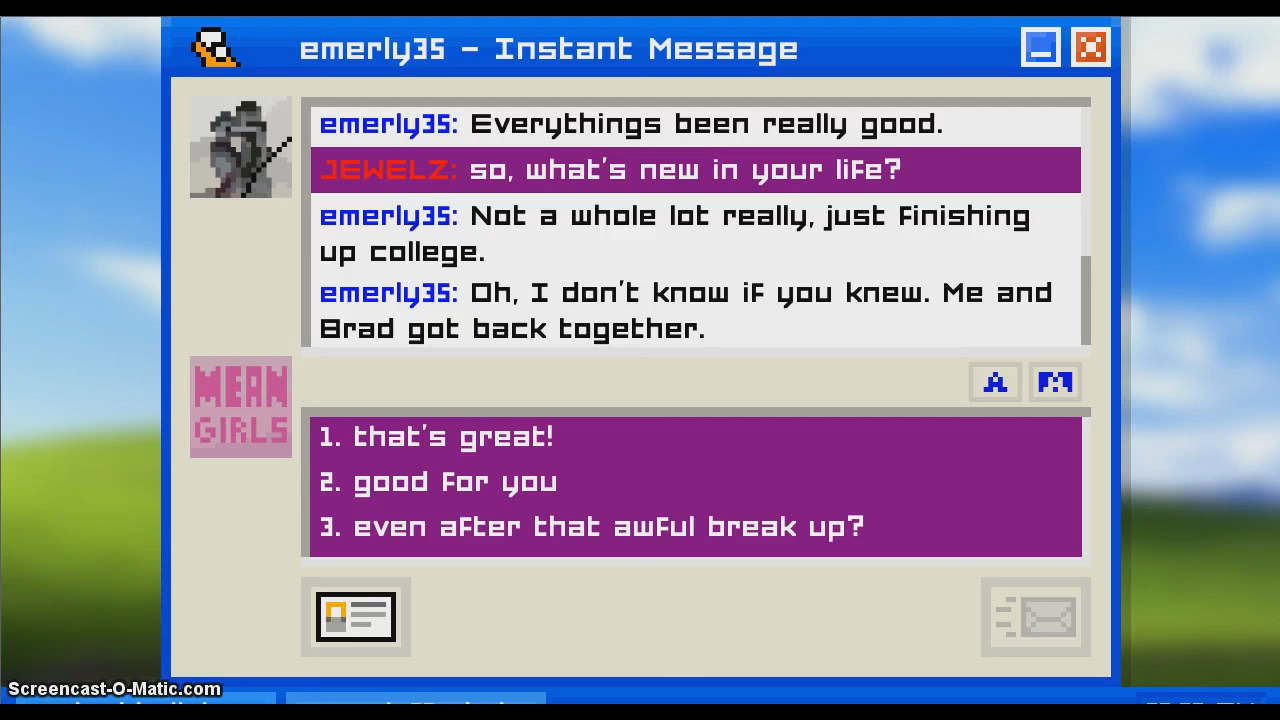 emerly35 - Instant Message
emerly35: Everythings been really good.
JEWELZ: so, what's new in your life?
emerly35: Not a whole lot really, just finishing
up college.
emerly35: Oh, I don't know if you knew. Me and
Brad got back together.
MEAN
GIRLS
A
1. that's great!
2. good for you
3. even after that awful break up?
Screencast-O-Matic.com